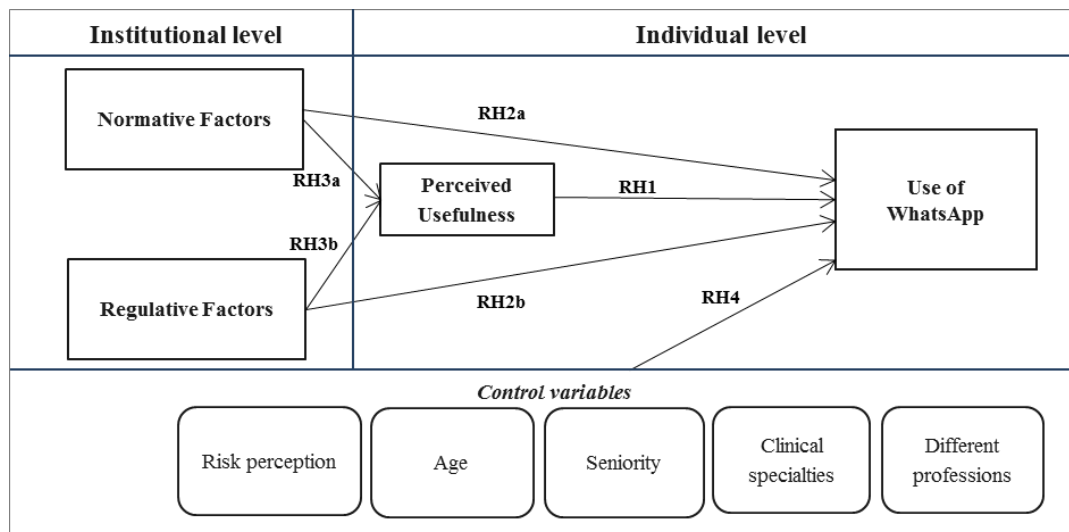 Institutional level
Individual level
Normative Factors
RH2a
RH3a
Perceived
Usefulness
RH1
Use of
WhatsApp
RH3b
Regulative Factors
RH2b
RH4
Control variables
Risk perception
Age
Seniority
Clinical
specialties
Different
professions